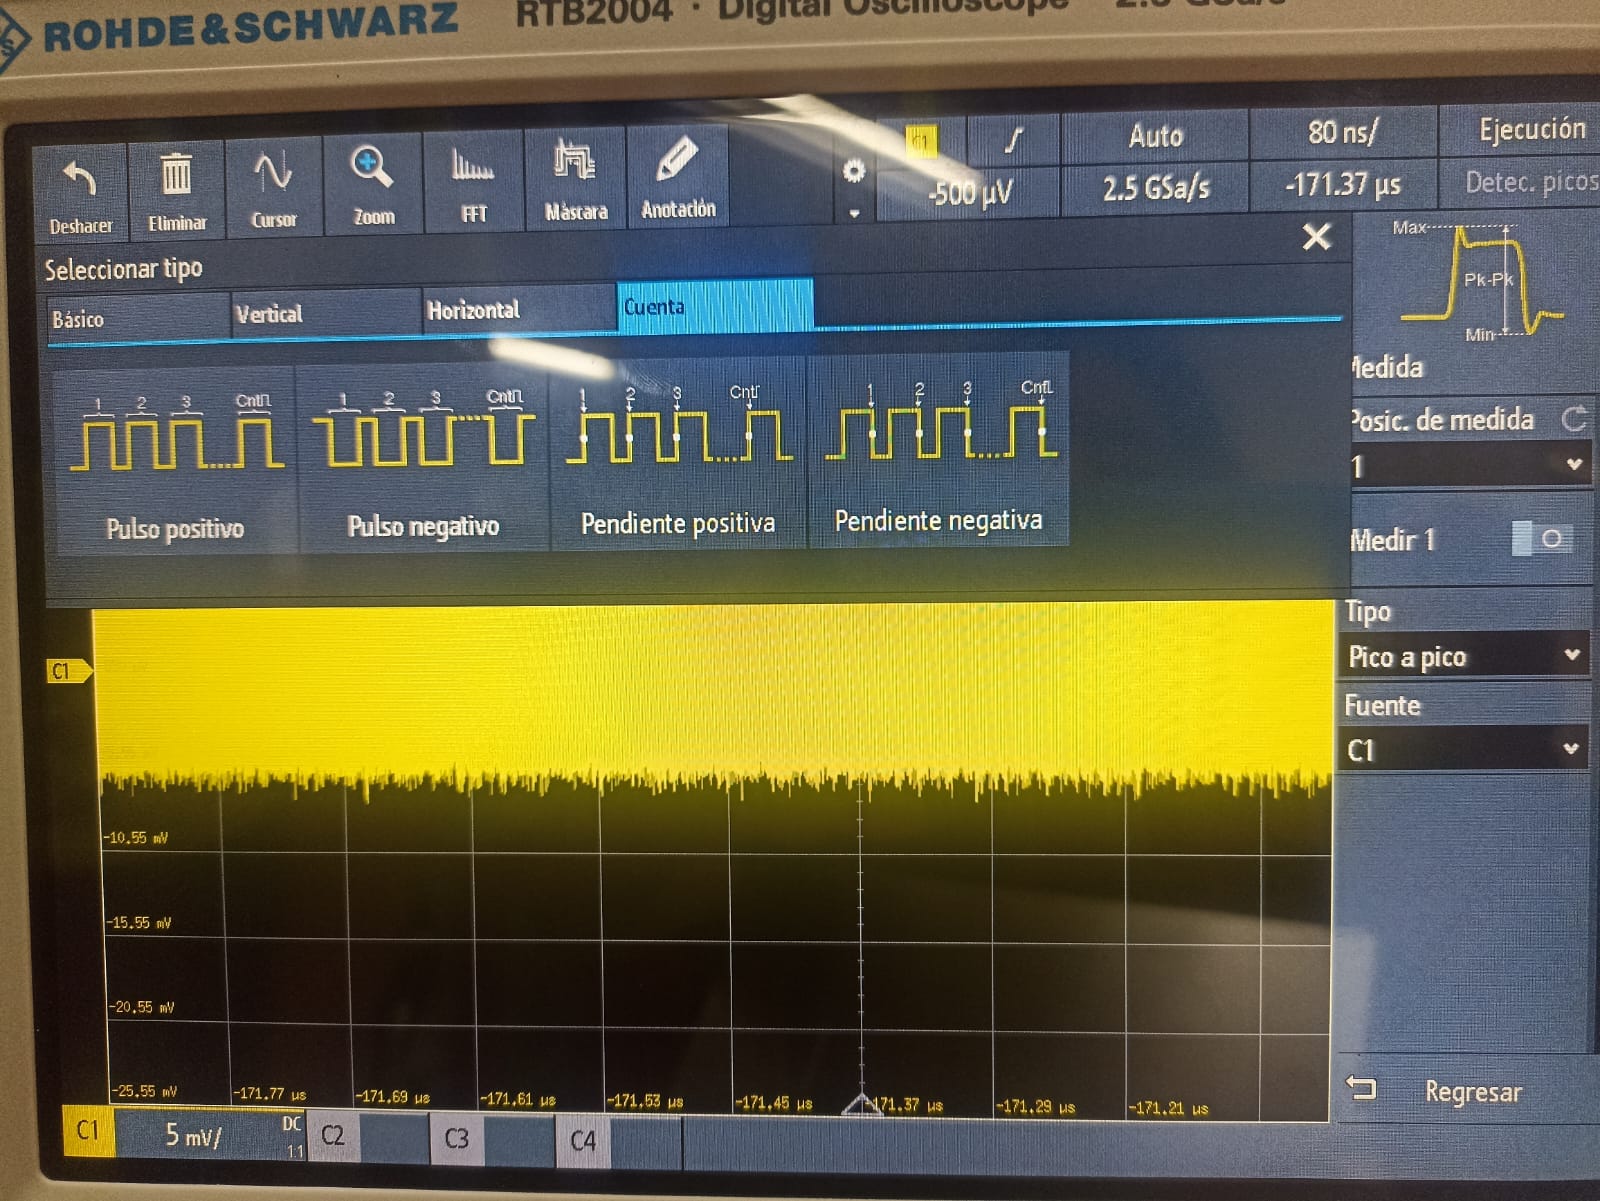 ROHDE&SCHWARZ
RTB2004 · Digital Oscilloscope
Deshacer
Eliminar
Cursor
Zoom
FFT
Máscara
Anotación
C1
-500 µV
Auto
2.5 GSa/s
80 ns/
-171.37 µs
Ejecución
Detec. picos
Seleccionar tipo
Básico
Vertical
Horizontal
Cuenta
1 2 3 Cnt
1 2 3 Cnt
1 2 3 Cnt
1 2 3 Cnt
Pulso positivo
Pulso negativo
Pendiente positiva
Pendiente negativa
Max
Pk-Pk
Min
Medida
Posic. de medida
1
Medir 1
Tipo
Pico a pico
Fuente
C1
Regresar
C1
-10.55 mV
-15.55 mV
-20.55 mV
-25.55 mV
-171.77 µs
-171.69 µs
-171.61 µs
-171.53 µs
-171.45 µs
-171.37 µs
-171.29 µs
-171.21 µs
C1
5 mV/
DC
1:1
C2
C3
C4